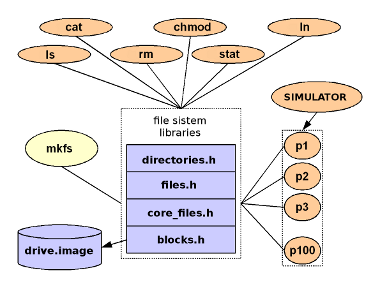 cat
chmod
ln
ls
rm
stat
SIMULATOR
file sistem
libraries
mkfs
directories.h
files.h
core_files.h
blocks.h
p1
p2
p3
p100
drive.image